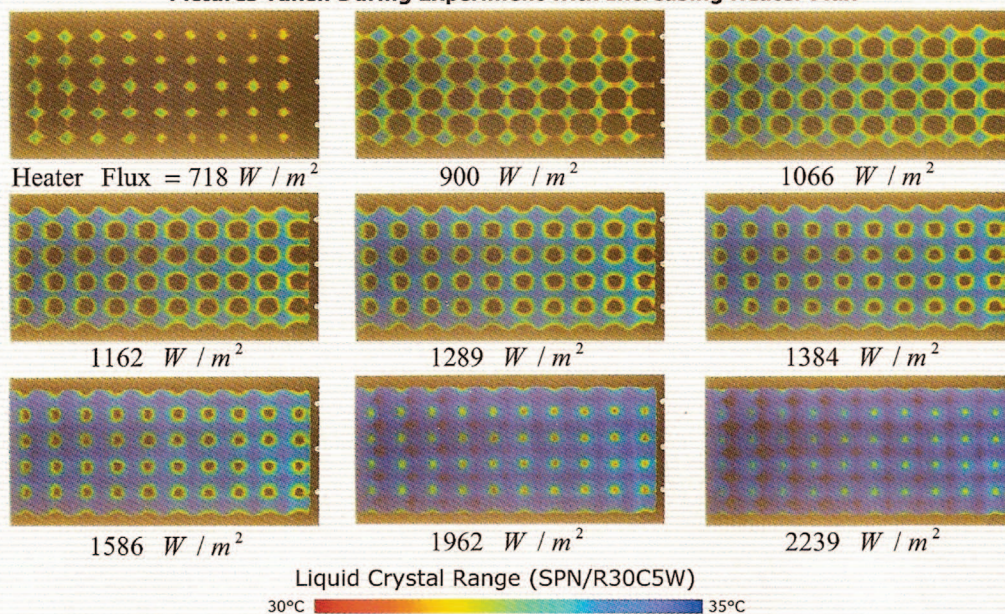 Heater Flux = 718 W / m²
900 W / m²
1066 W / m²
1162 W / m²
1289 W / m²
1384 W / m²
1586 W / m²
1962 W / m²
2239 W / m²
Liquid Crystal Range (SPN/R30C5W)
30°C 35°C